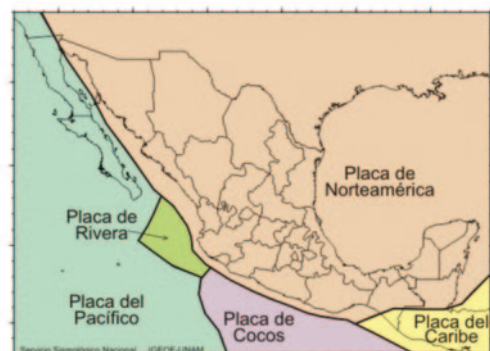 Placa de
Norteamérica
Placa de
Rivera
Placa del
Pacífico
Placa de
Cocos
Placa del
Caribe
Servicio Sismológico Nacional IGEOF-UNAM